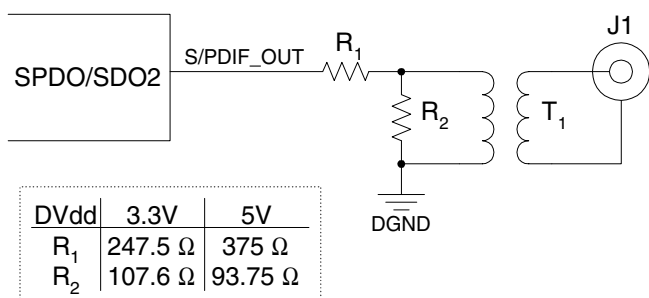 J1
S/PDIF_OUT
R1
SPDO/SDO2
R2
T1
DGND
DVdd 3.3V 5V
R1 247.5 Ω 375 Ω
R2 107.6 Ω 93.75 Ω